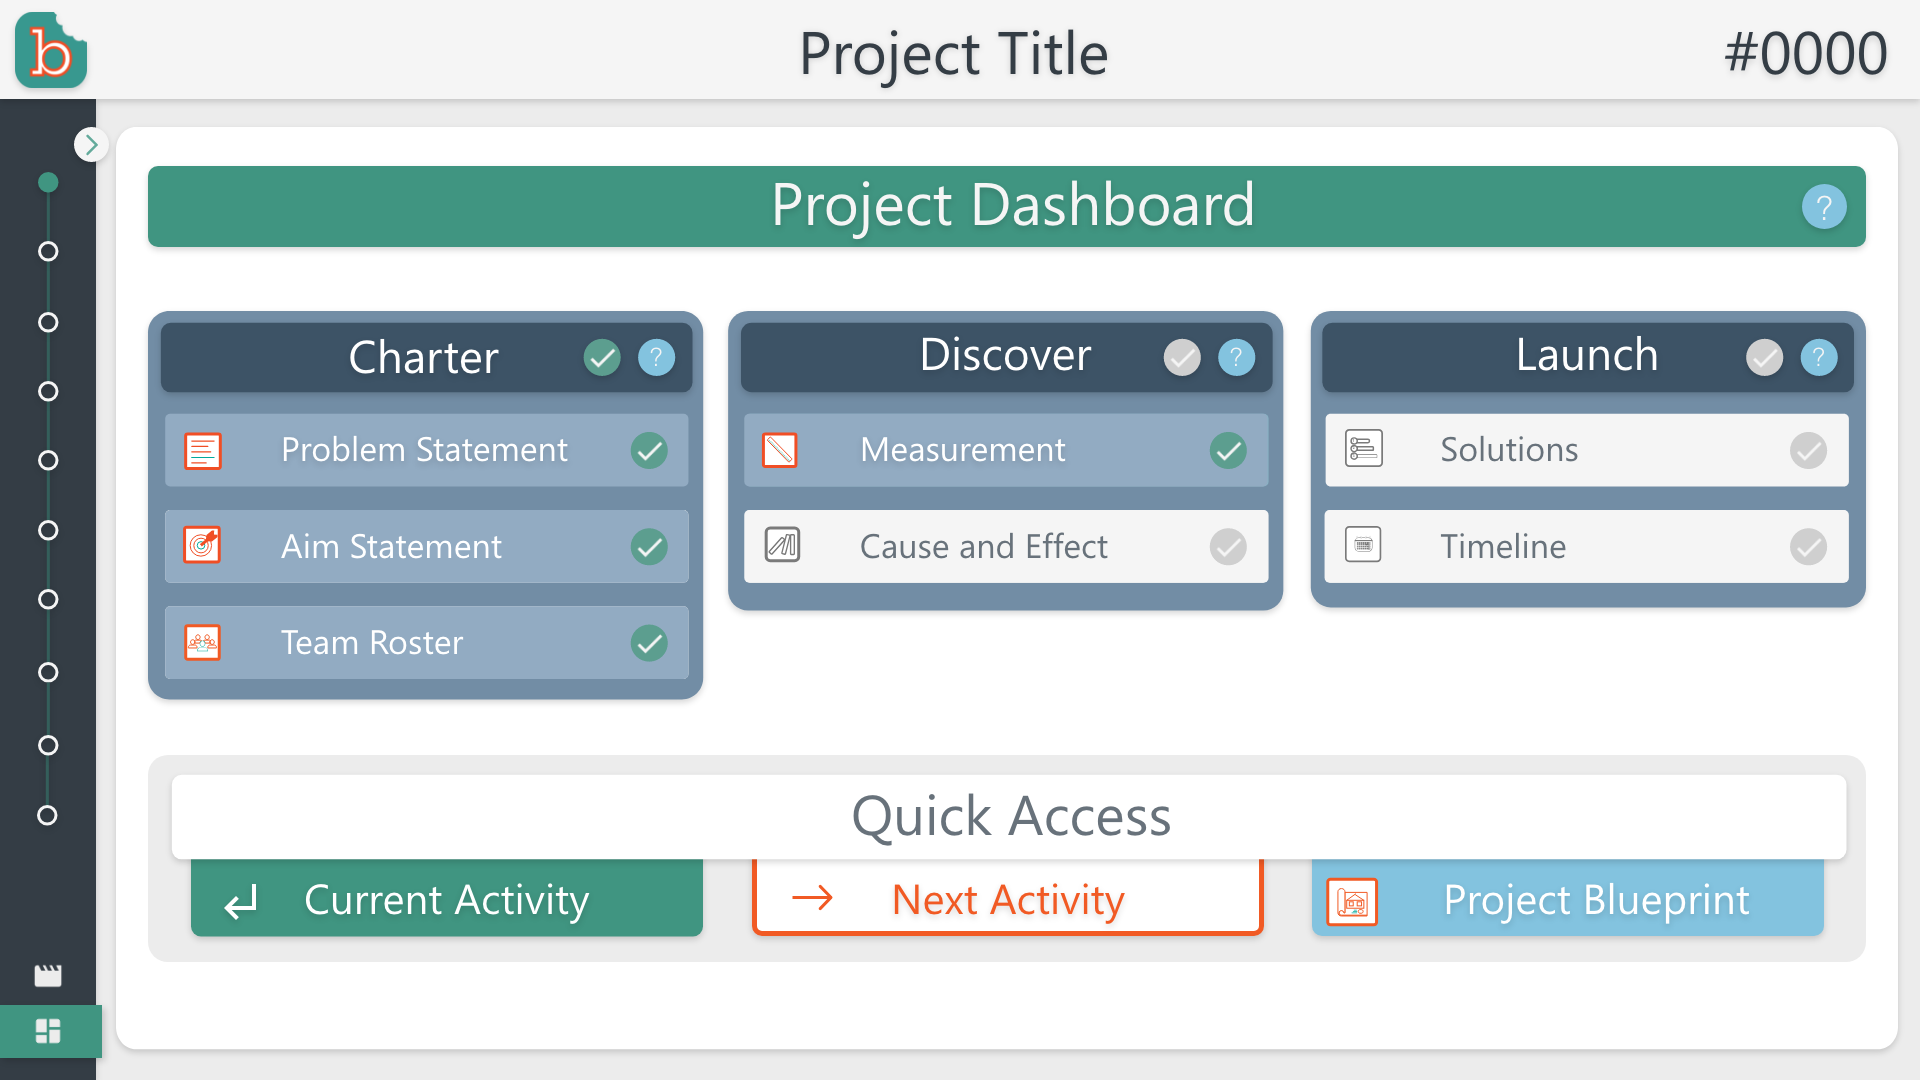 b
Project Title
#0000
Project Dashboard
?
Charter
?
Problem Statement
Aim Statement
Team Roster
Discover
?
Measurement
Cause and Effect
Launch
?
Solutions
Timeline
Quick Access
Current Activity
Next Activity
Project Blueprint